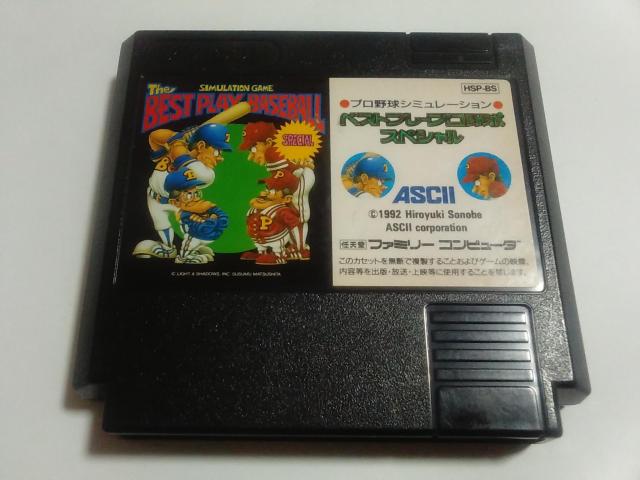 The
SIMULATION GAME
BEST PLAY BASEBALL
SPECIAL
B
P
© LIGHT & SHADOWS, INC. SUSUMU MATSUSHITA
HSP-BS
●プロ野球シミュレーション●
ベストプレープロ野球
スペシャル
ASCII
©1992 Hiroyuki Sonobe
ASCII corporation
任天堂 ファミリー コンピュータ
このカセットを無断で複製することおよびゲームの映像、
内容等を出版・放送・上映等に使用することを禁じます。